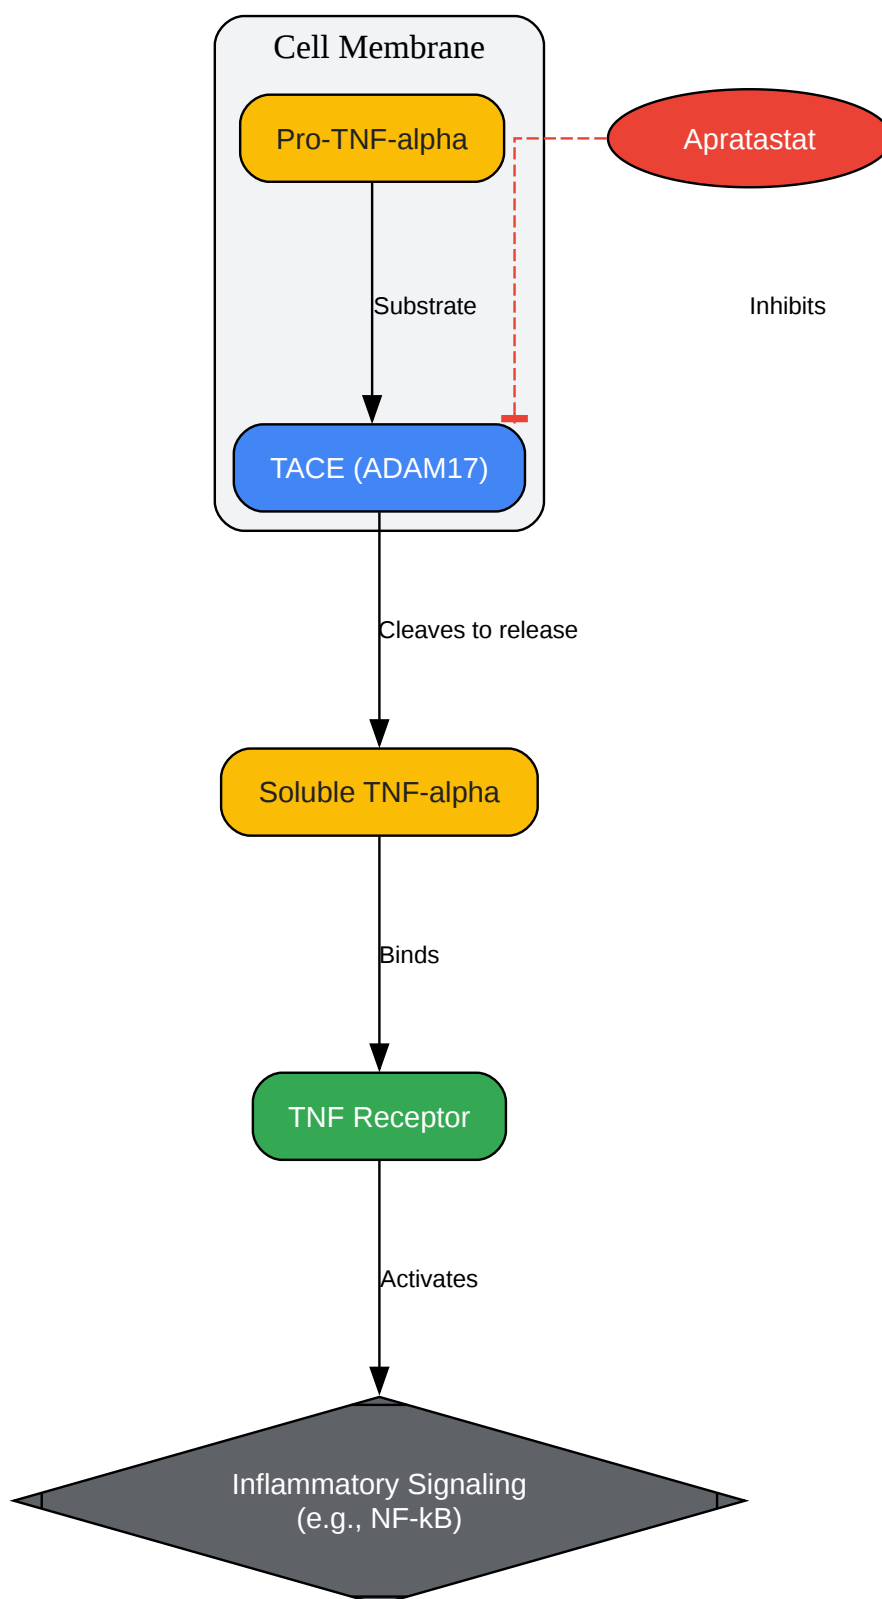 Cell Membrane
Pro-TNF-alpha
Apratastat
Substrate
Inhibits
TACE (ADAM17)
Cleaves to release
Soluble TNF-alpha
Binds
TNF Receptor
Activates
Inflammatory Signaling
(e.g., NF-kB)